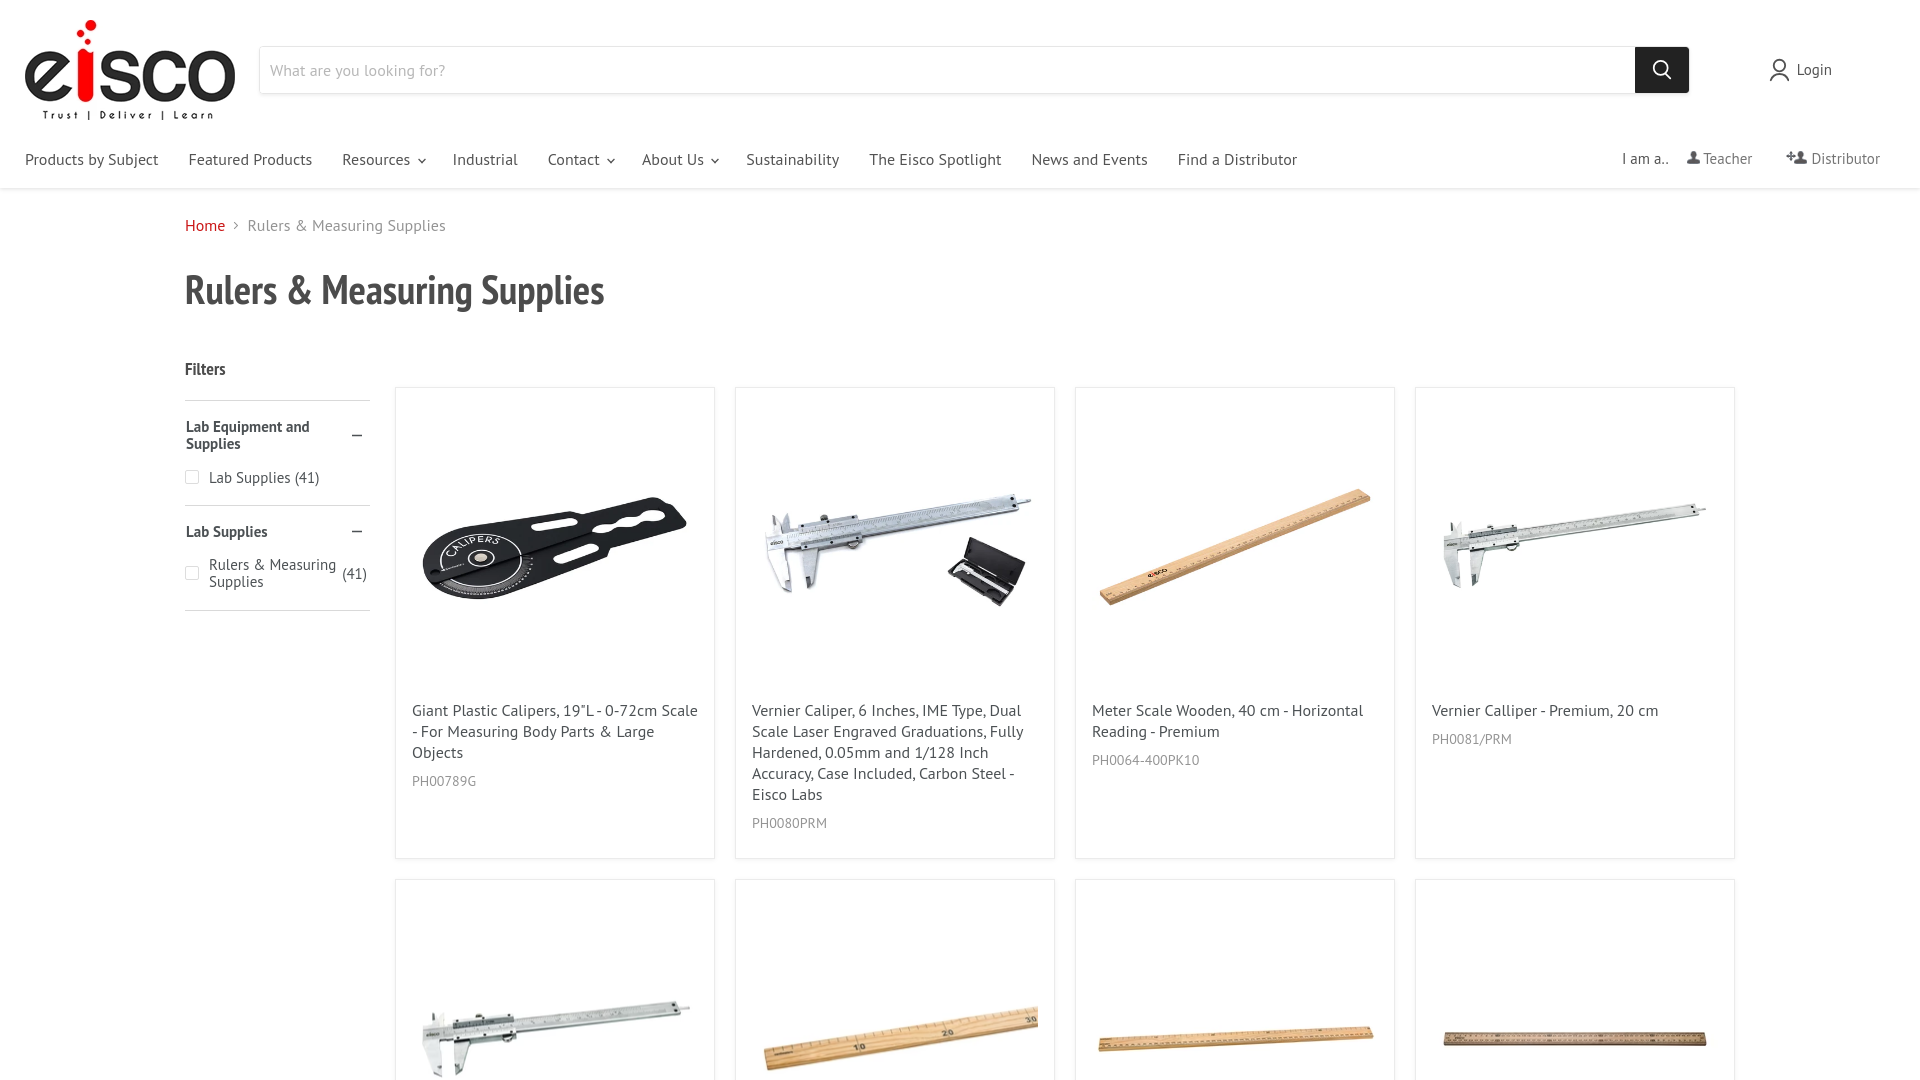 eisco
Trust | Deliver | Learn
What are you looking for?
Login
Products by Subject
Featured Products
Resources
Industrial
Contact
About Us
Sustainability
The Eisco Spotlight
News and Events
Find a Distributor
I am a..
Teacher
Distributor
Home
Rulers & Measuring Supplies
Rulers & Measuring Supplies
Filters
Lab Equipment and
Supplies
Lab Supplies (41)
Lab Supplies
Rulers & Measuring
Supplies
(41)
CALIPERS
Giant Plastic Calipers, 19"L - 0-72cm Scale
- For Measuring Body Parts & Large
Objects
PH00789G
eisco
Vernier Caliper, 6 Inches, IME Type, Dual
Scale Laser Engraved Graduations, Fully
Hardened, 0.05mm and 1/128 Inch
Accuracy, Case Included, Carbon Steel -
Eisco Labs
PH0080PRM
eisco
Meter Scale Wooden, 40 cm - Horizontal
Reading - Premium
PH0064-400PK10
Vernier Calliper - Premium, 20 cm
PH0081/PRM
10
20
30